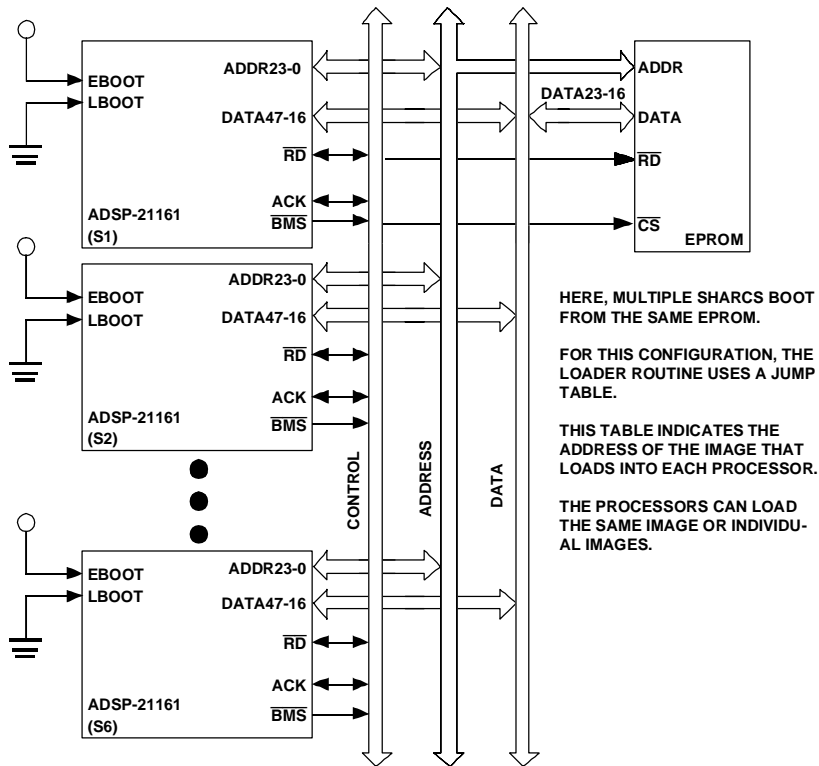 EBOOT
LBOOT
ADDR23-0
DATA47-16
RD
ACK
BMS
ADSP-21161
(S1)
ADDR
DATA23-16
DATA
RD
CS
EPROM
EBOOT
LBOOT
ADDR23-0
DATA47-16
RD
ACK
BMS
ADSP-21161
(S2)
CONTROL
ADDRESS
DATA
HERE, MULTIPLE SHARCS BOOT
FROM THE SAME EPROM.
FOR THIS CONFIGURATION, THE
LOADER ROUTINE USES A JUMP
TABLE.
THIS TABLE INDICATES THE
ADDRESS OF THE IMAGE THAT
LOADS INTO EACH PROCESSOR.
THE PROCESSORS CAN LOAD
THE SAME IMAGE OR INDIVIDU-
AL IMAGES.
EBOOT
LBOOT
ADDR23-0
DATA47-16
RD
ACK
BMS
ADSP-21161
(S6)